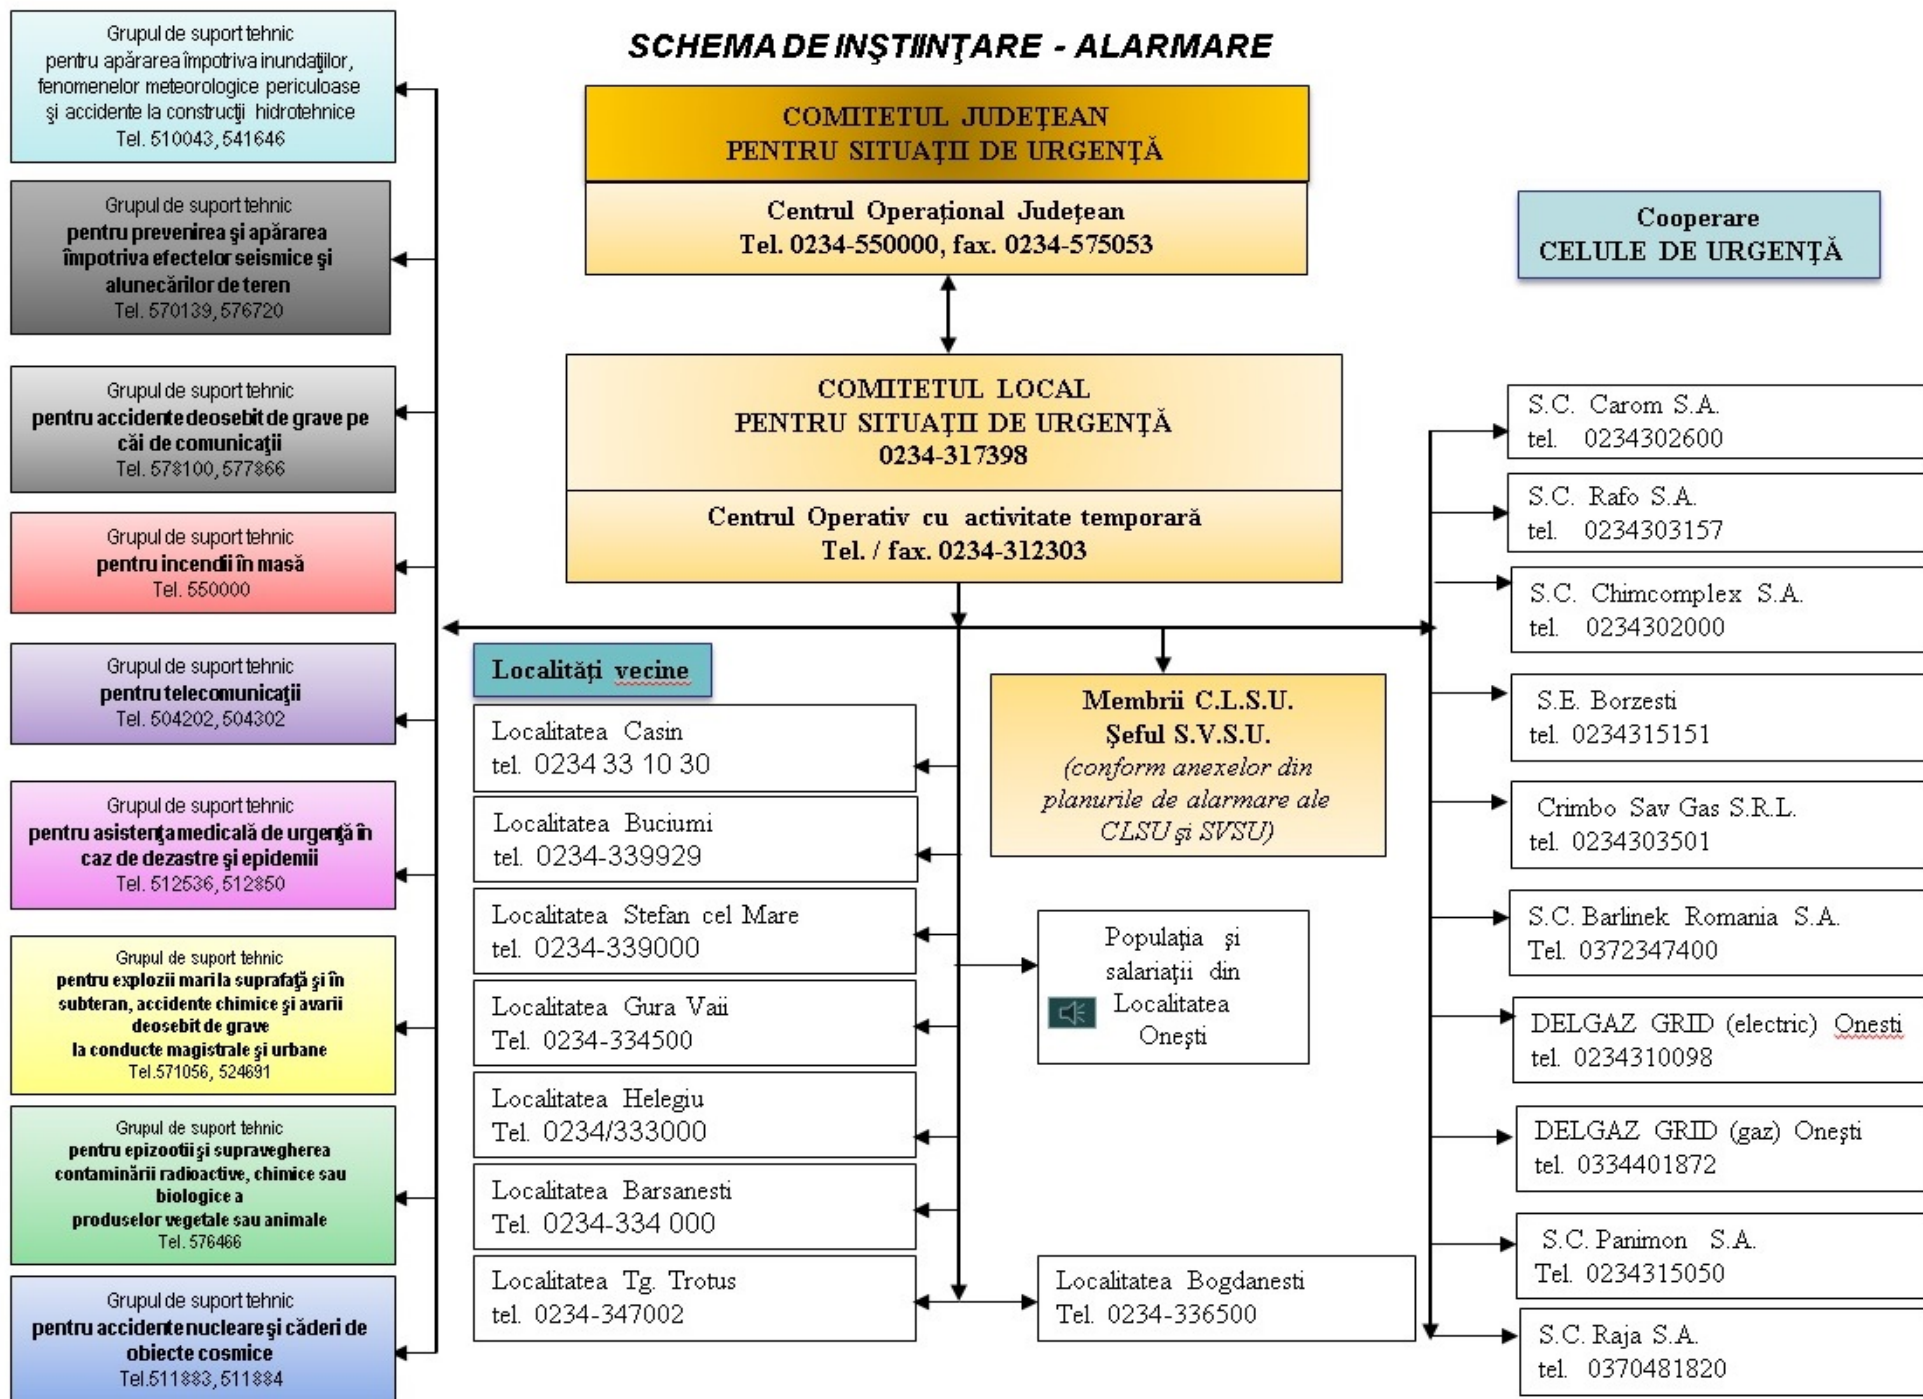 SCHEMA DE INŞTIINŢARE - ALARMARE
Grupul de suport tehnic
pentru apărarea împotriva inundaţiilor,
fenomenelor meteorologice periculoase
şi accidente la construcţii hidrotehnice
Tel. 510043, 541646
Grupul de suport tehnic
pentru prevenirea şi apărarea
împotriva efectelor seismice şi
alunecărilor de teren
Tel. 570139, 576720
Grupul de suport tehnic
pentru accidente deosebit de grave pe
căi de comunicaţii
Tel. 578100, 577866
Grupul de suport tehnic
pentru incendii în masă
Tel. 550000
Grupul de suport tehnic
pentru telecomunicaţii
Tel. 504202, 504302
Grupul de suport tehnic
pentru asistenţa medicală de urgenţă în
caz de dezastre şi epidemii
Tel. 512536, 512850
Grupul de suport tehnic
pentru explozii mari la suprafaţă şi în
subteran, accidente chimice şi avarii
deosebit de grave
la conducte magistrale şi urbane
Tel.571056, 524691
Grupul de suport tehnic
pentru epizootii şi supravegherea
contaminării radioactive, chimice sau
biologice a
produselor vegetale sau animale
Tel. 576466
Grupul de suport tehnic
pentru accidente nucleare şi căderi de
obiecte cosmice
Tel.511883, 511884
COMITETUL JUDEŢEAN
PENTRU SITUAŢII DE URGENŢĂ
Centrul Operaţional Judeţean
Tel. 0234-550000, fax. 0234-575053
COMITETUL LOCAL
PENTRU SITUAŢII DE URGENŢĂ
0234-317398
Centrul Operativ cu activitate temporară
Tel. / fax. 0234-312303
Localităţi vecine
Localitatea Casin
tel. 0234 33 10 30
Localitatea Buciumi
tel. 0234-339929
Localitatea Stefan cel Mare
tel. 0234-339000
Localitatea Gura Vaii
Tel. 0234-334500
Localitatea Helegiu
Tel. 0234/333000
Localitatea Barsanesti
Tel. 0234-334 000
Localitatea Tg. Trotus
tel. 0234-347002
Membrii C.L.S.U.
Şeful S.V.S.U.
(conform anexelor din
planurile de alarmare ale
CLSU şi SVSU)
Populaţia şi
salariaţii din
Localitatea
Oneşti
Localitatea Bogdanesti
Tel. 0234-336500
Cooperare
CELULE DE URGENŢĂ
S.C. Carom S.A.
tel. 0234302600
S.C. Rafo S.A.
tel. 0234303157
S.C. Chimcomplex S.A.
tel. 0234302000
S.E. Borzesti
tel. 0234315151
Crimbo Sav Gas S.R.L.
tel. 0234303501
S.C. Barlinek Romania S.A.
Tel. 0372347400
DELGAZ GRID (electric) Onesti
tel. 0234310098
DELGAZ GRID (gaz) Oneşti
tel. 0334401872
S.C. Panimon S.A.
Tel. 0234315050
S.C. Raja S.A.
tel. 0370481820